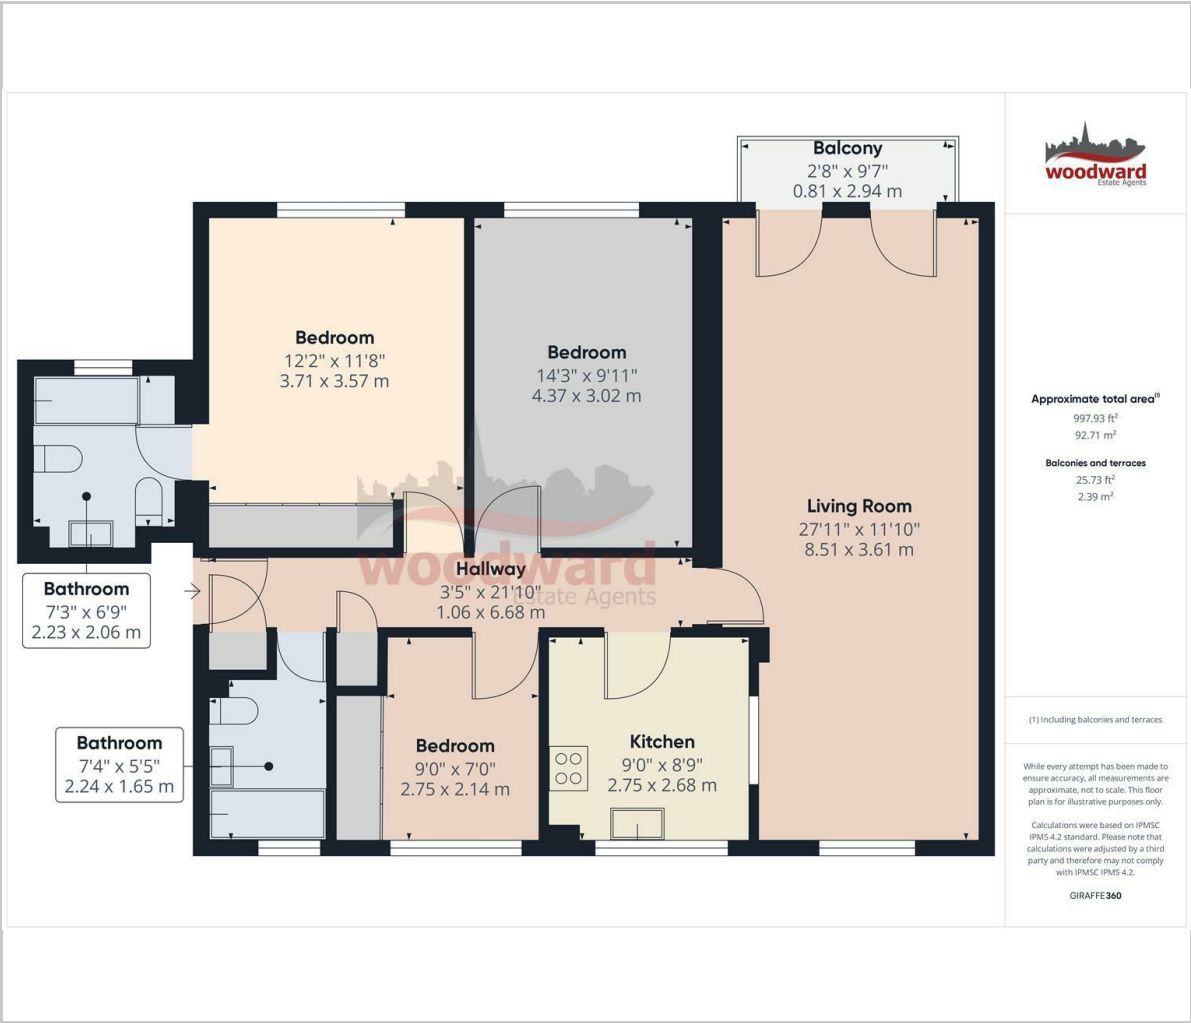 Balcony
2'8" x 9'7"
0.81 x 2.94 m
woodward
Estate Agents
Bedroom
12'2" x 11'8"
3.71 x 3.57 m
Bedroom
14'3" x 9'11"
4.37 x 3.02 m
Living Room
27'11" x 11'10"
8.51 x 3.61 m
woodward
Estate Agents
Hallway
3'5" x 21'10"
1.06 x 6.68 m
Bathroom
7'3" x 6'9"
2.23 x 2.06 m
Bathroom
7'4" x 5'5"
2.24 x 1.65 m
Bedroom
9'0" x 7'0"
2.75 x 2.14 m
Kitchen
9'0" x 8'9"
2.75 x 2.68 m
Approximate total area⁽¹⁾
997.93 ft²
92.71 m²
Balconies and terraces
25.73 ft²
2.39 m²
(1) Including balconies and terraces
While every attempt has been made to
ensure accuracy, all measurements are
approximate, not to scale. This floor
plan is for illustrative purposes only.
Calculations were based on IPMSC
IPMS 4.2 standard. Please note that
calculations were adjusted by a third
party and therefore may not comply
with IPMSC IPMS 4.2.
GIRAFFE360